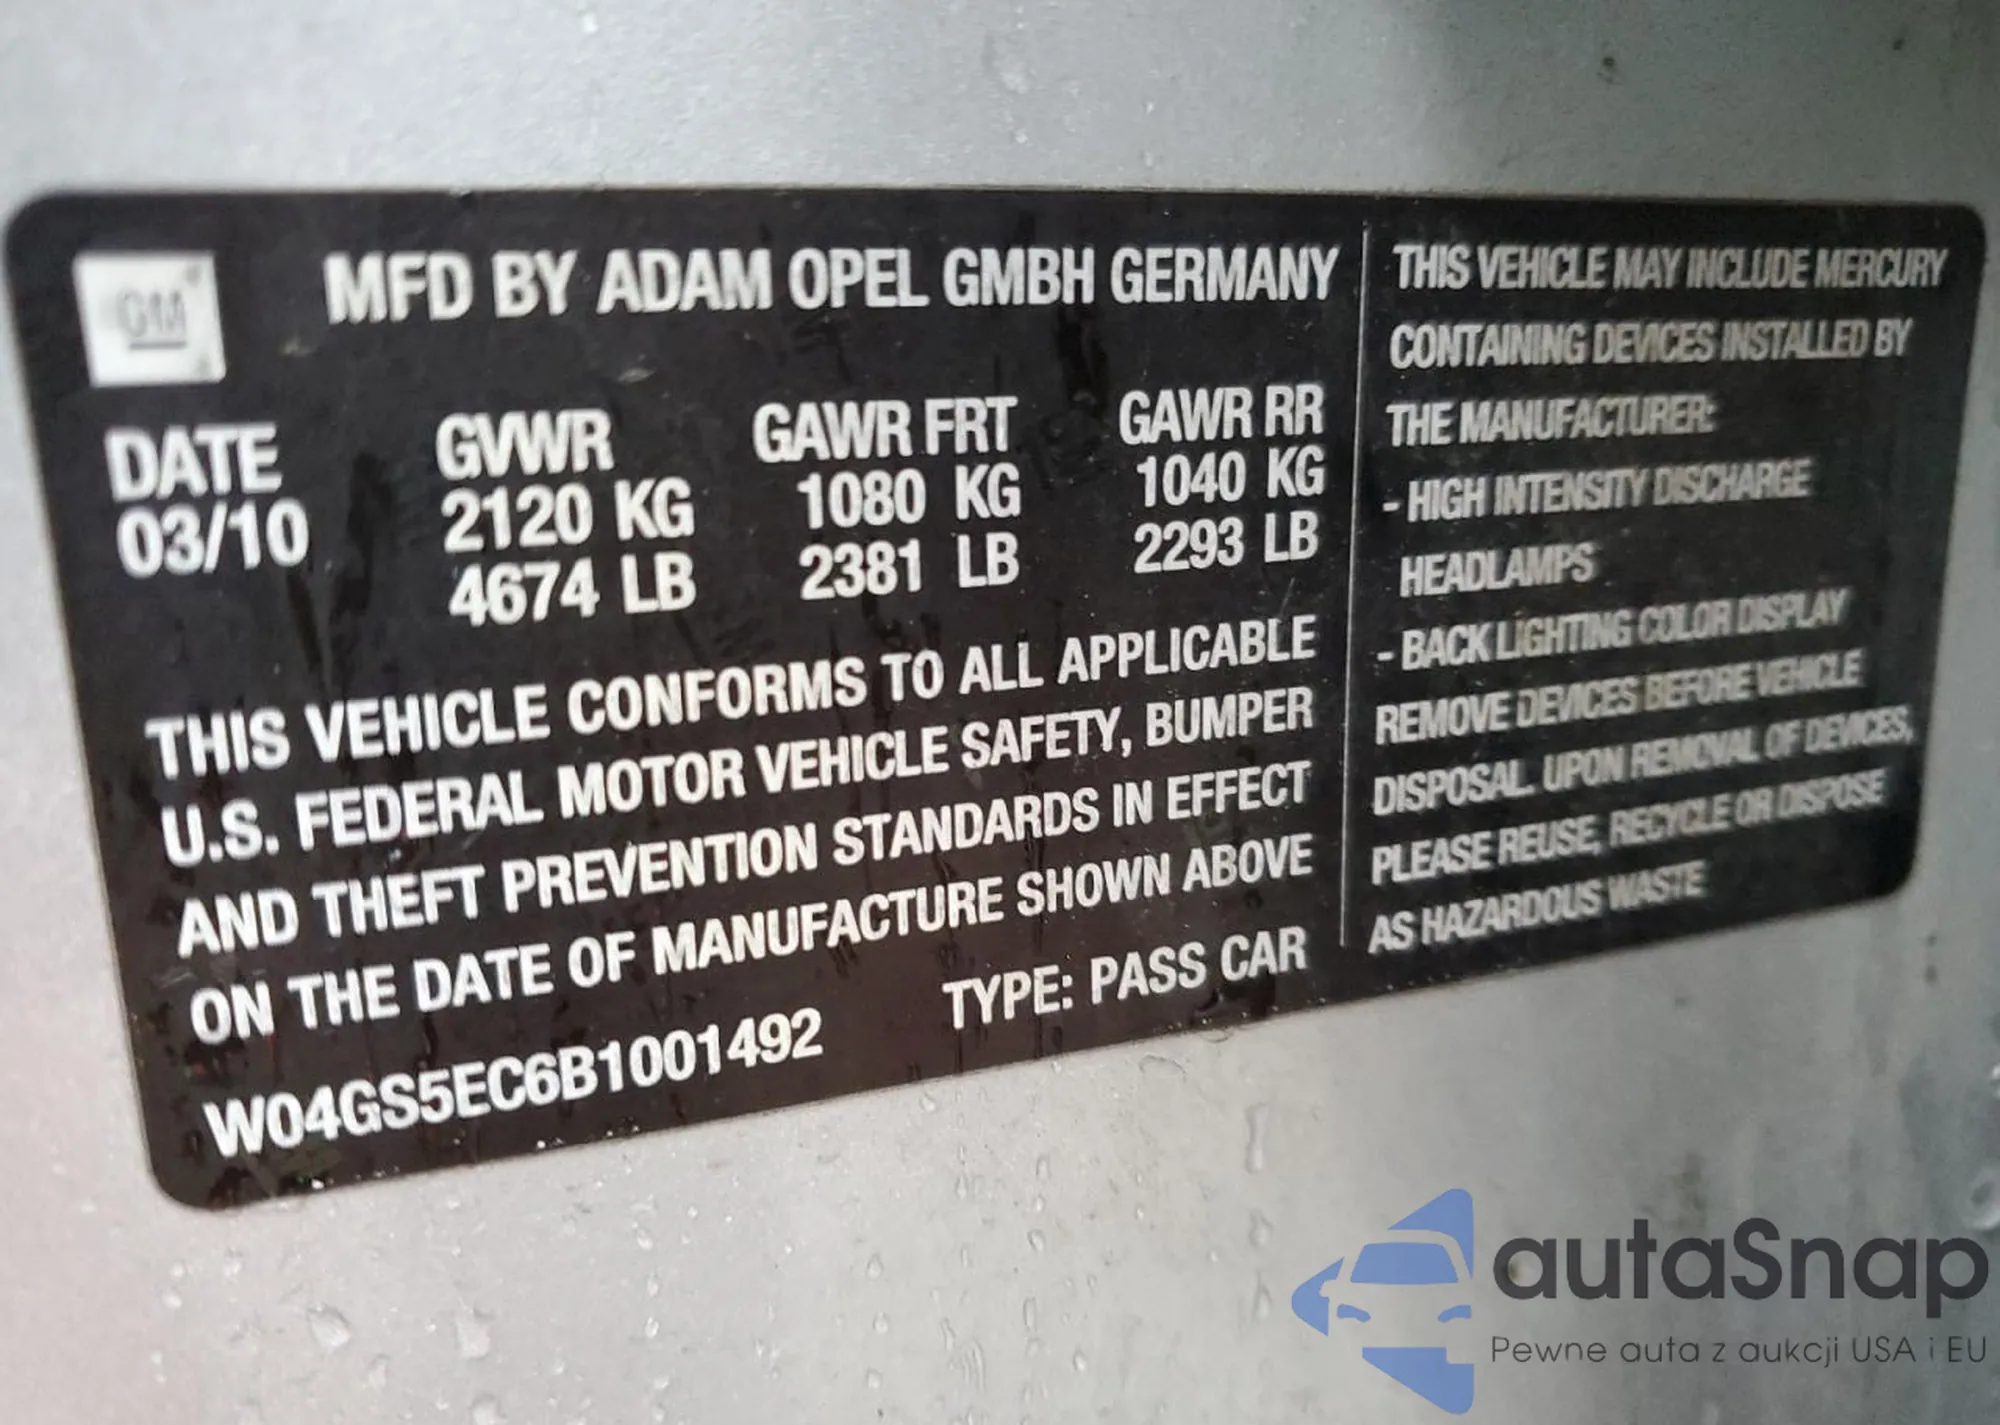 GM
MFD BY ADAM OPEL GMBH GERMANY
DATE GVWR GAWR FRT GAWR RR
03/10 2120 KG 1080 KG 1040 KG
4674 LB 2381 LB 2293 LB
THIS VEHICLE CONFORMS TO ALL APPLICABLE
U.S. FEDERAL MOTOR VEHICLE SAFETY, BUMPER
AND THEFT PREVENTION STANDARDS IN EFFECT
ON THE DATE OF MANUFACTURE SHOWN ABOVE
W04GS5EC6B1001492 TYPE: PASS CAR
THIS VEHICLE MAY INCLUDE MERCURY
CONTAINING DEVICES INSTALLED BY
THE MANUFACTURER:
- HIGH INTENSITY DISCHARGE
HEADLAMPS
- BACK LIGHTING COLOR DISPLAY
REMOVE DEVICES BEFORE VEHICLE
DISPOSAL. UPON REMOVAL OF DEVICES,
PLEASE REUSE, RECYCLE OR DISPOSE
AS HAZARDOUS WASTE
autaSnap
Pewne auta z aukcji USA i EU